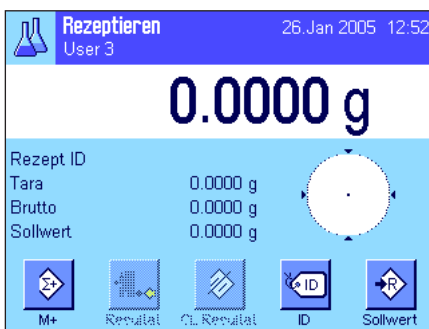 Rezeptieren 26.Jan 2005 12:52
User 3
0.0000 g
Rezept ID
Tara 0.0000 g
Brutto 0.0000 g
Sollwert 0.0000 g
Σ+ ID R
M+ Resultat CL Resultat ID Sollwert